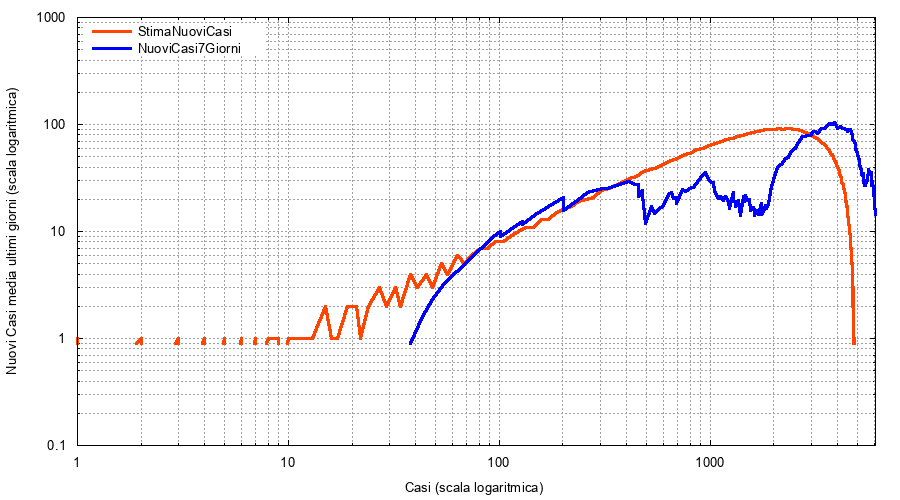 1000
100
10
1
0.1
StimaNuoviCasi
NuoviCasi7Giorni
Nuovi Casi media ultimi giorni (scala logaritmica)
1 10 100 1000
Casi (scala logaritmica)